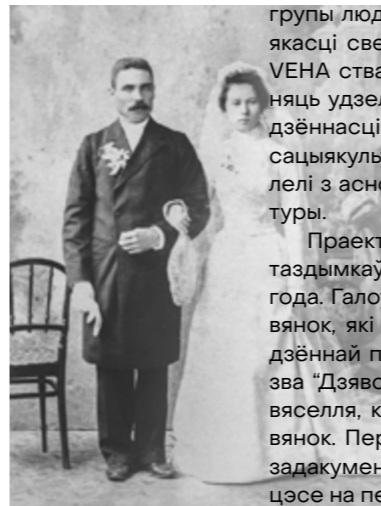 групы люд
якасці све
VEHA ства
няць удзел
дзённасці
сацыякуль
лелі з асно
туры.
Праект
таздымкаў
года. Гало
вянок, які
дзённай п
зва “Дзяво
вяселля, к
вянок. Пер
задакумен
цэсе на пе